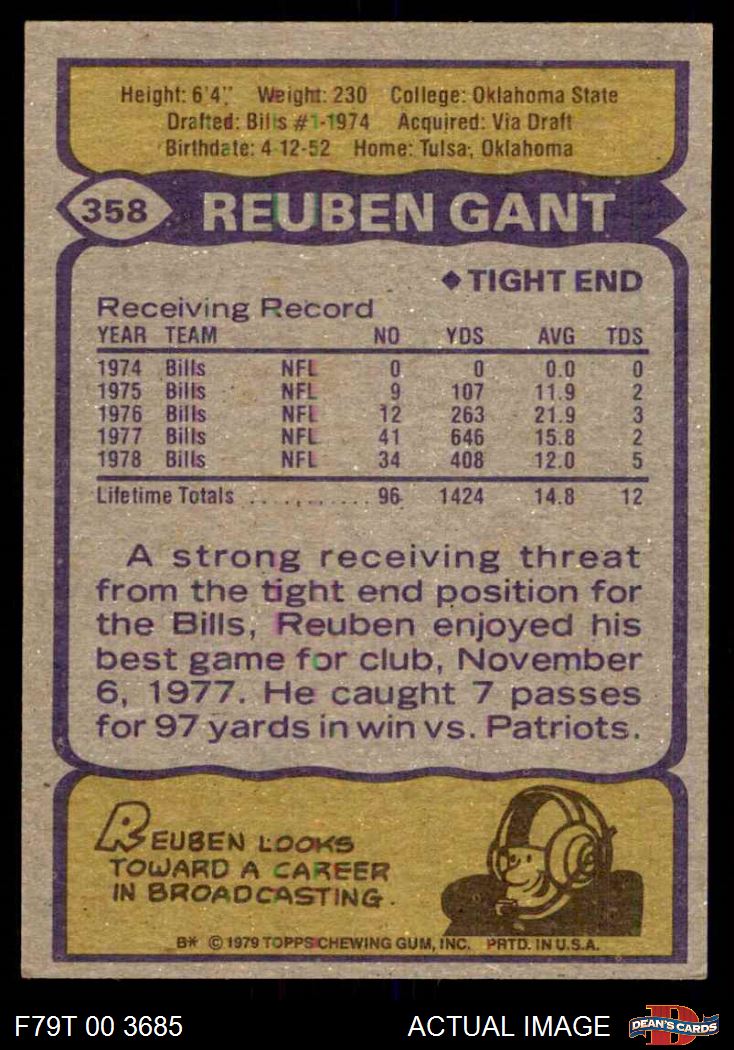 Height: 6'4" Weight: 230 College: Oklahoma State
Drafted: Bills #1-1974 Acquired: Via Draft
Birthdate: 4-12-52 Home: Tulsa, Oklahoma
358 REUBEN GANT
◆ TIGHT END
Receiving Record
YEAR TEAM NO YDS AVG TDS
1974 Bills NFL 0 0 0.0 0
1975 Bills NFL 9 107 11.9 2
1976 Bills NFL 12 263 21.9 3
1977 Bills NFL 41 646 15.8 2
1978 Bills NFL 34 408 12.0 5
Lifetime Totals .......... 96 1424 14.8 12
A strong receiving threat
from the tight end position for
the Bills, Reuben enjoyed his
best game for club, November
6, 1977. He caught 7 passes
for 97 yards in win vs. Patriots.
REUBEN LOOKS
TOWARD A CAREER
IN BROADCASTING.
B* © 1979 TOPPS CHEWING GUM, INC. PRTD. IN U.S.A.
F79T 00 3685 ACTUAL IMAGE D DEAN'S CARDS